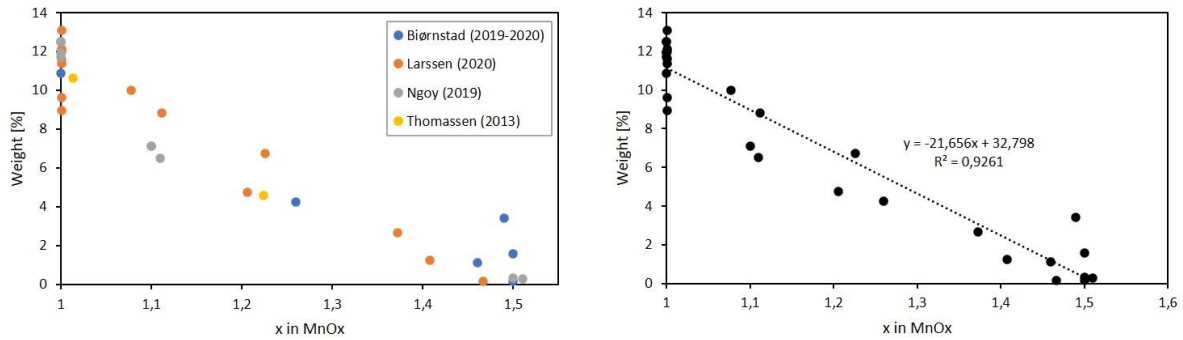 14
12
10
8
6
4
2
0
Weight [%]
1
1,1
1,2
1,3
1,4
1,5
x in MnOx
Biørnstad (2019-2020)
Larssen (2020)
Ngoy (2019)
Thomassen (2013)
14
12
10
8
6
4
2
0
Weight [%]
y = -21,656x + 32,798
R² = 0,9261
1
1,1
1,2
1,3
1,4
1,5
1,6
x in MnOx